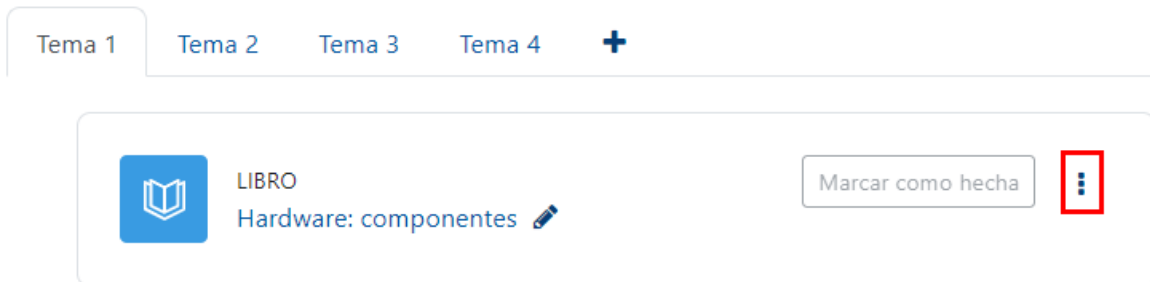 Tema 1 Tema 2 Tema 3 Tema 4
LIBRO
Marcar como hecha
Hardware: componentes